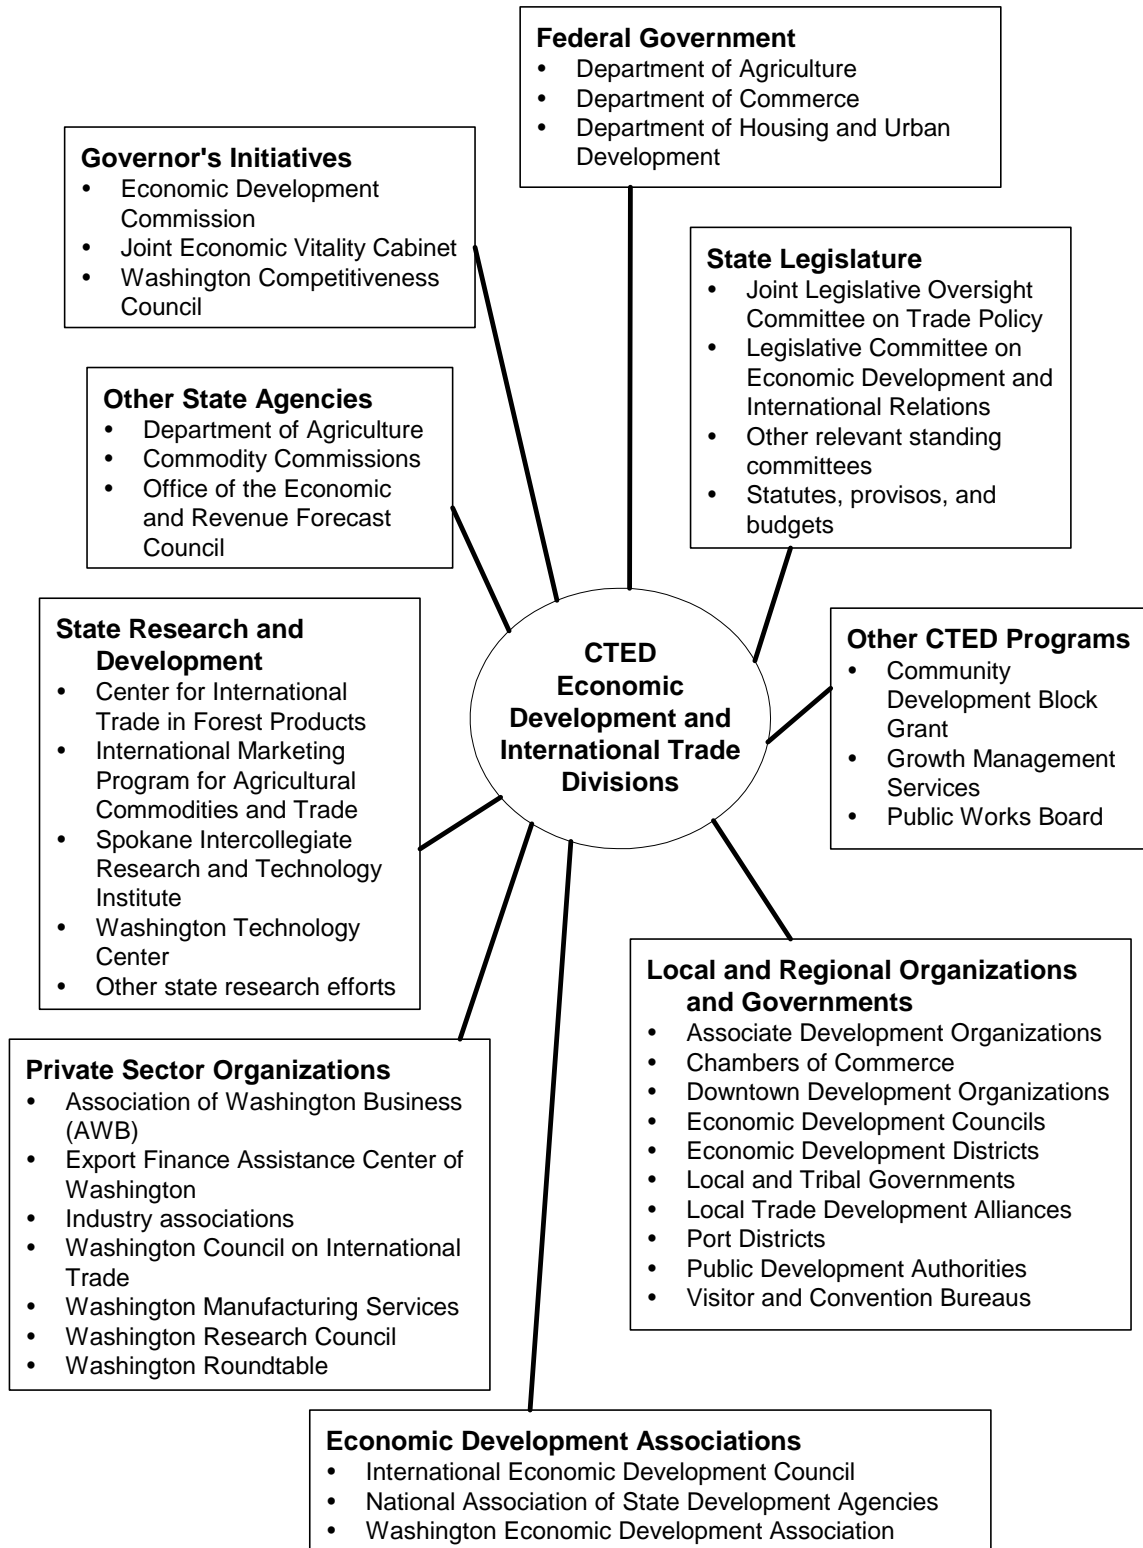 Federal Government
• Department of Agriculture
• Department of Commerce
• Department of Housing and Urban
Development
Governor's Initiatives
• Economic Development
Commission
• Joint Economic Vitality Cabinet
• Washington Competitiveness
Council
State Legislature
• Joint Legislative Oversight
Committee on Trade Policy
• Legislative Committee on
Economic Development and
International Relations
• Other relevant standing
committees
• Statutes, provisos, and
budgets
Other State Agencies
• Department of Agriculture
• Commodity Commissions
• Office of the Economic
and Revenue Forecast
Council
State Research and
Development
• Center for International
Trade in Forest Products
• International Marketing
Program for Agricultural
Commodities and Trade
• Spokane Intercollegiate
Research and Technology
Institute
• Washington Technology
Center
• Other state research efforts
CTED
Economic
Development and
International Trade
Divisions
Other CTED Programs
• Community
Development Block
Grant
• Growth Management
Services
• Public Works Board
Local and Regional Organizations
and Governments
• Associate Development Organizations
• Chambers of Commerce
• Downtown Development Organizations
• Economic Development Councils
• Economic Development Districts
• Local and Tribal Governments
• Local Trade Development Alliances
• Port Districts
• Public Development Authorities
• Visitor and Convention Bureaus
Private Sector Organizations
• Association of Washington Business
(AWB)
• Export Finance Assistance Center of
Washington
• Industry associations
• Washington Council on International
Trade
• Washington Manufacturing Services
• Washington Research Council
• Washington Roundtable
Economic Development Associations
• International Economic Development Council
• National Association of State Development Agencies
• Washington Economic Development Association